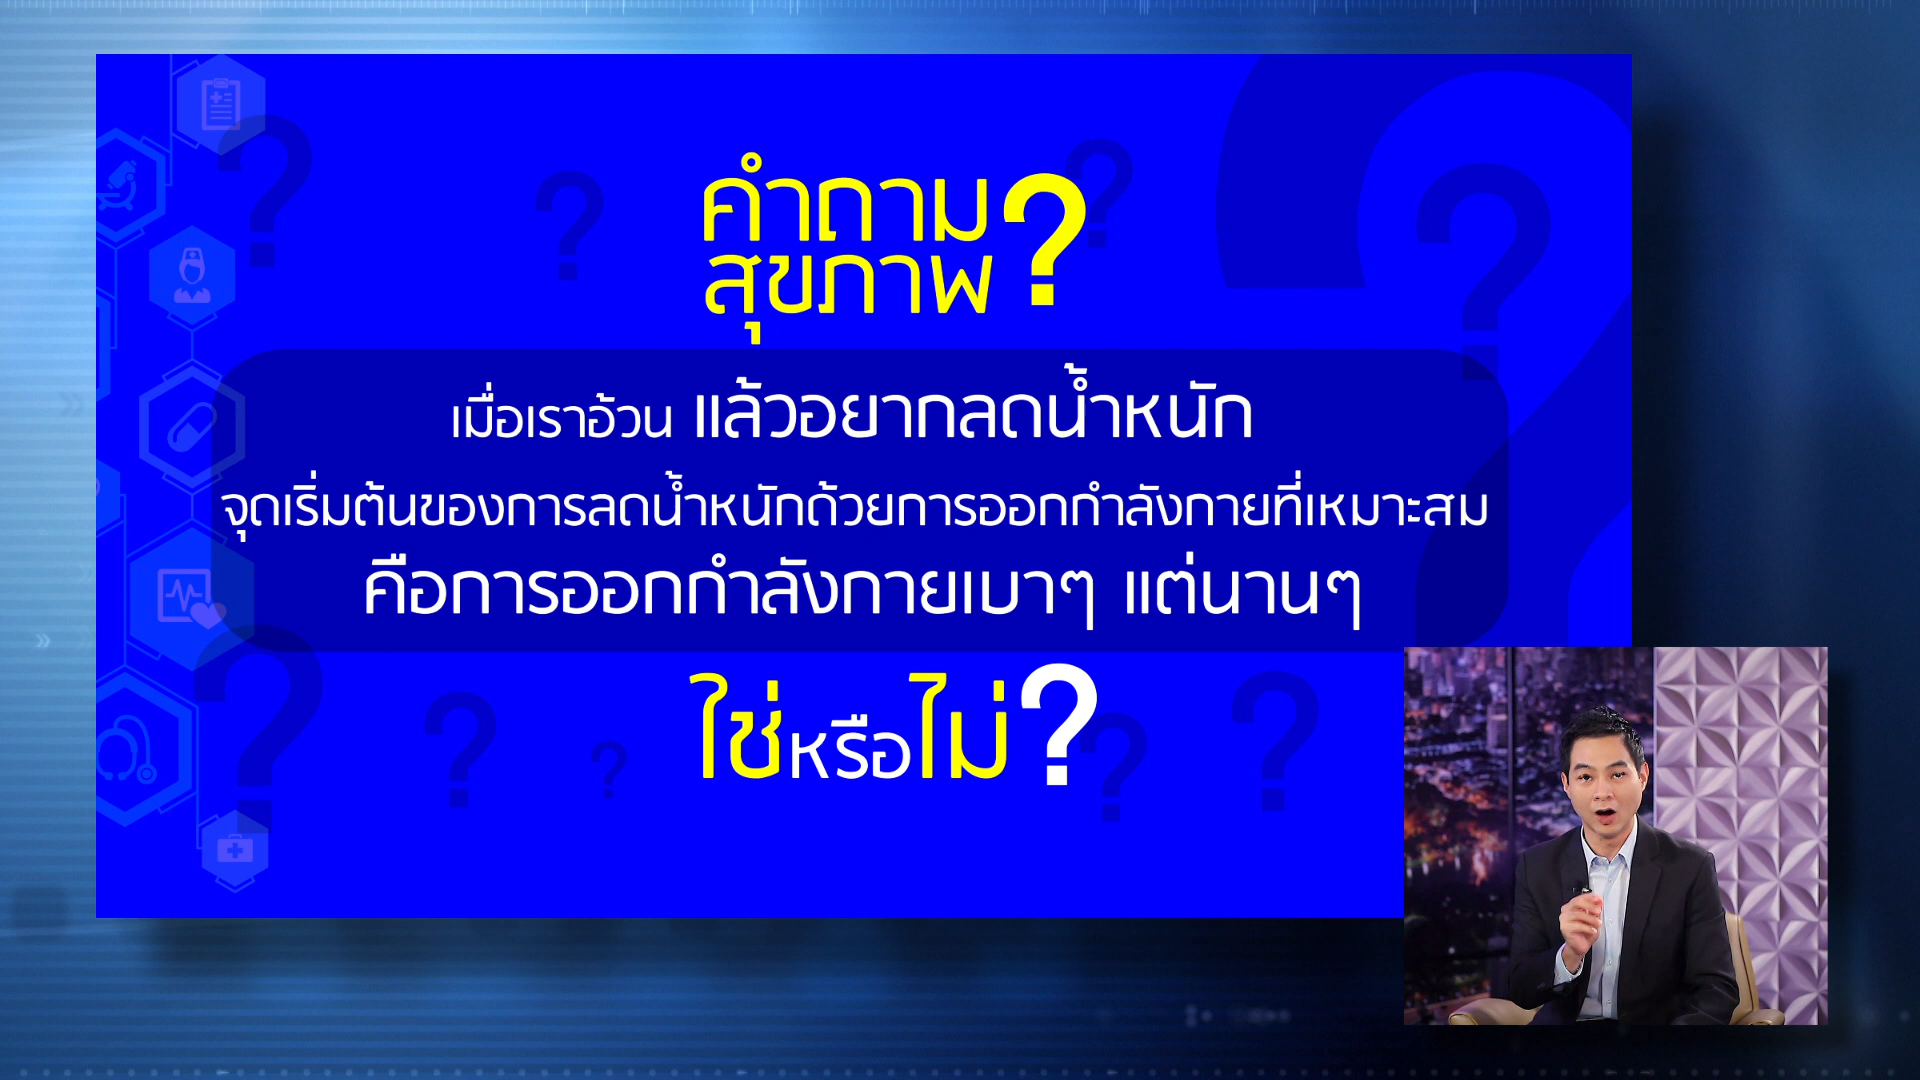 คำถาม
สุขภาพ?
เมื่อเราอ้วน แล้วอยากลดน้ำหนัก
จุดเริ่มต้นของการลดน้ำหนักด้วยการออกกำลังกายที่เหมาะสม
คือการออกกำลังกายเบาๆ แต่นานๆ
ใช่หรือไม่?